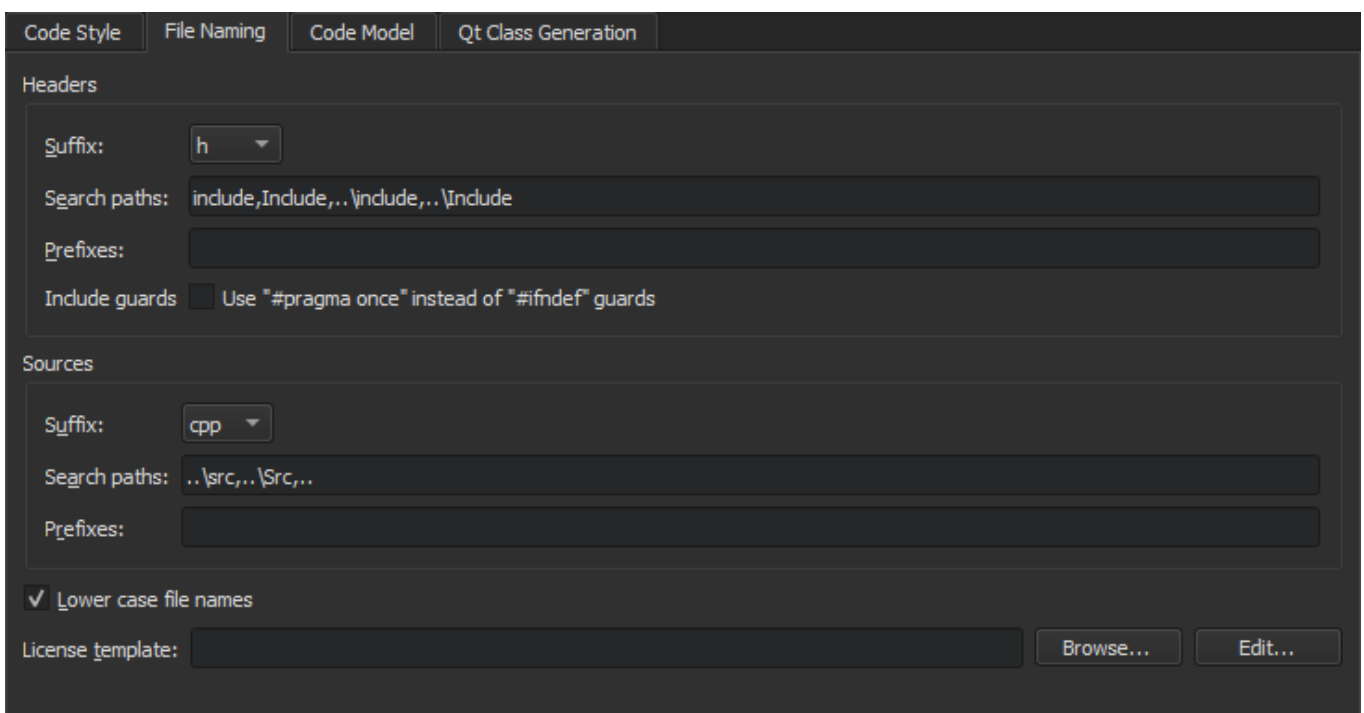 Code Style File Naming Code Model Qt Class Generation
Headers
Suffix: h
Search paths: include,Include,..\include,..\Include
Prefixes:
Include guards Use "#pragma once" instead of "#ifndef" guards
Sources
Suffix: cpp
Search paths: ..\src,..\Src,..
Prefixes:
Lower case file names
License template: Browse... Edit...